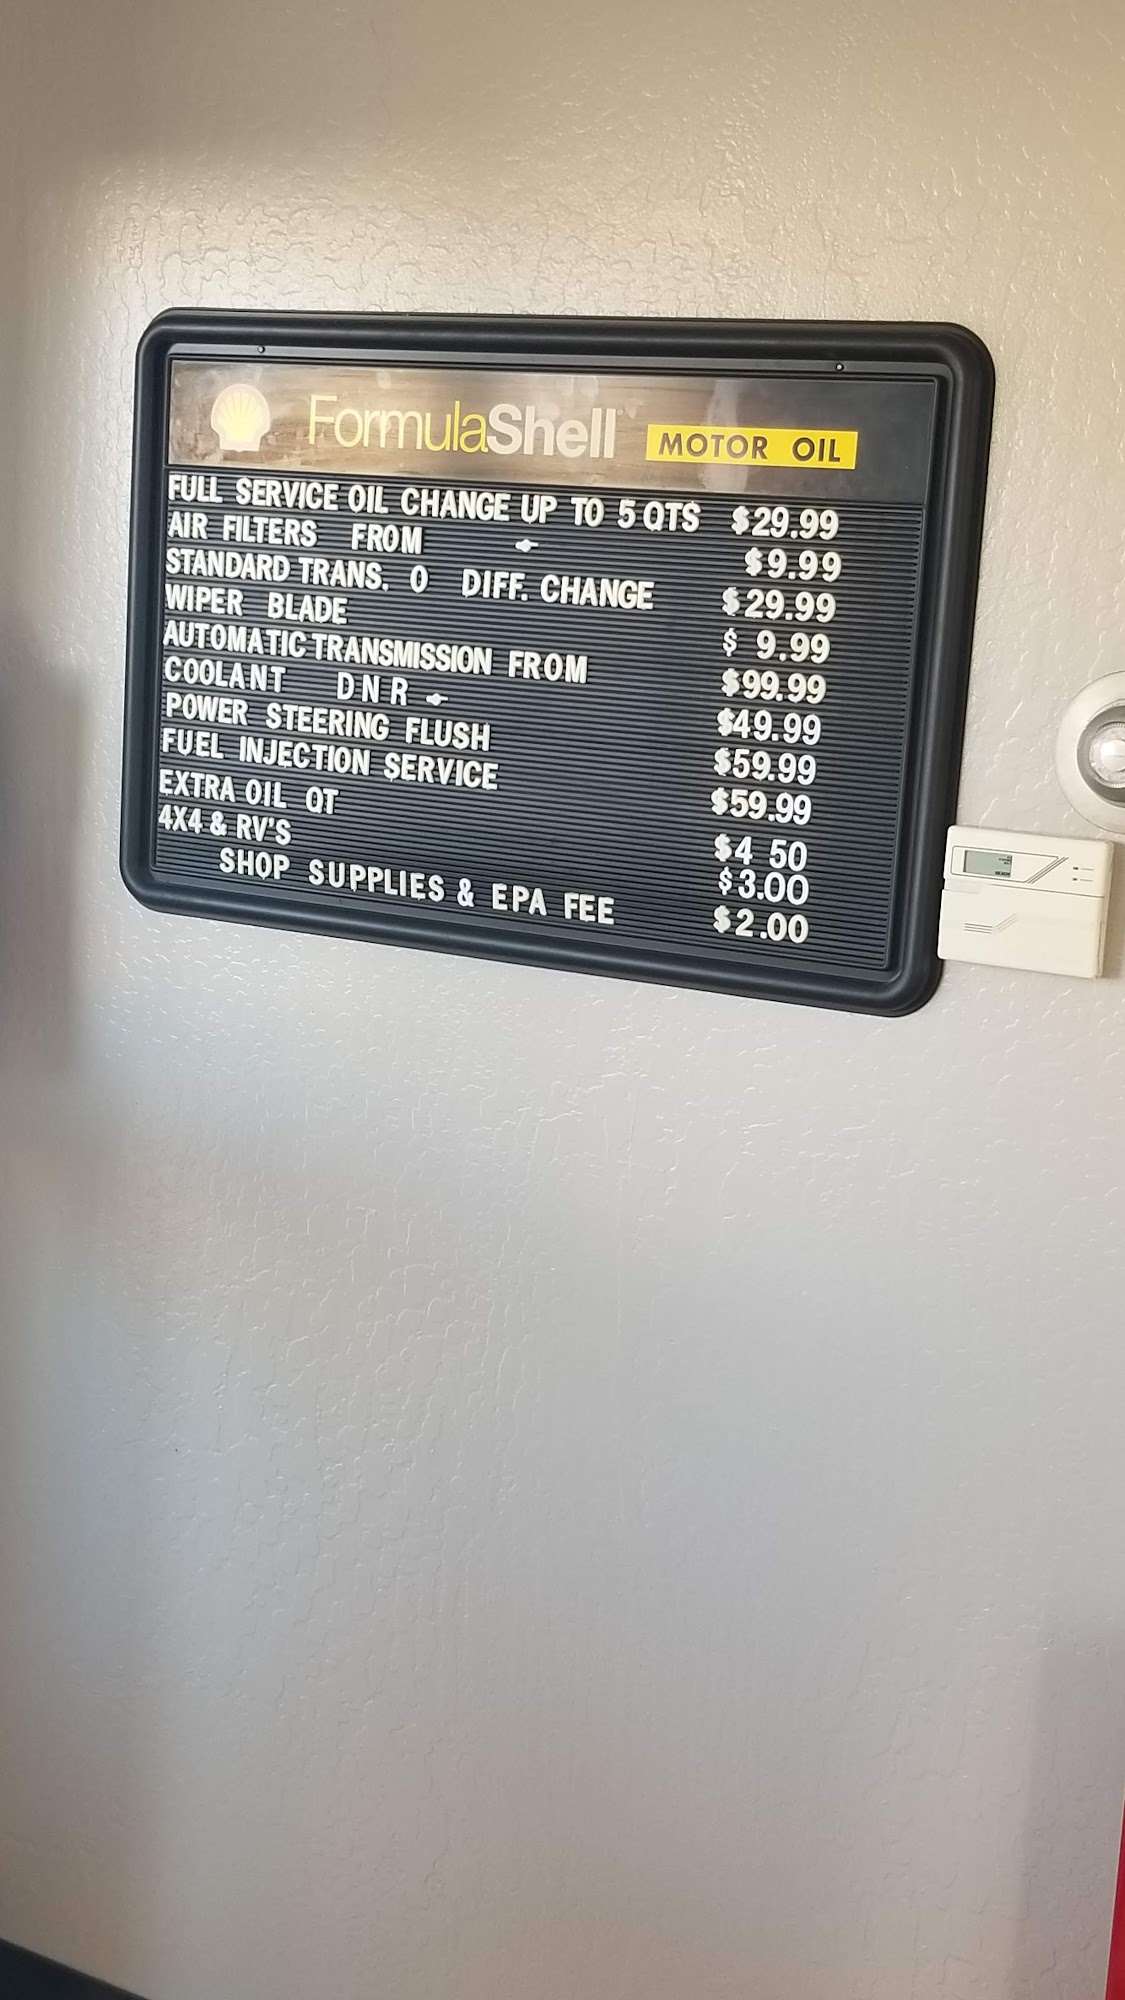 FormulaShell MOTOR OIL
FULL SERVICE OIL CHANGE UP TO 5 QTS $29.99
AIR FILTERS FROM $9.99
STANDARD TRANS. O DIFF. CHANGE $29.99
WIPER BLADE $ 9.99
AUTOMATIC TRANSMISSION FROM $99.99
COOLANT DNR $49.99
POWER STEERING FLUSH $59.99
FUEL INJECTION SERVICE $59.99
EXTRA OIL QT $4 50
4X4 & RV'S $3.00
SHOP SUPPLIES & EPA FEE $2.00